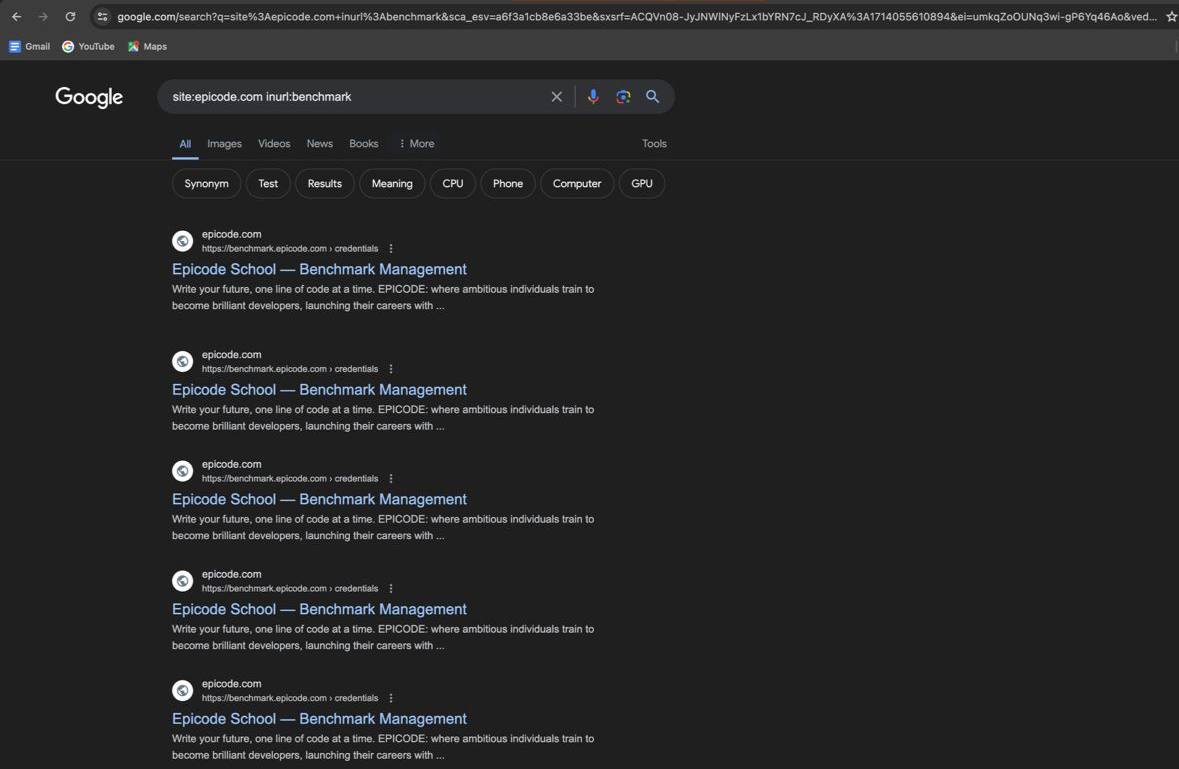 google.com/search?q=site%3Aepicode.com+inurl%3Abenchmark&sca_esv=a6f3a1cb8e6a33be&sxsrf=ACQVn08-JyJNWlNyFzLx1bYRN7cJ_RDyXA%3A1714055610894&ei=umkqZoOUNq3wi-gP6Yq46Ao&ved...
Gmail YouTube Maps
Google site:epicode.com inurl:benchmark
All Images Videos News Books More Tools
Synonym Test Results Meaning CPU Phone Computer GPU
epicode.com
https://benchmark.epicode.com › credentials
Epicode School — Benchmark Management
Write your future, one line of code at a time. EPICODE: where ambitious individuals train to
become brilliant developers, launching their careers with ...
epicode.com
https://benchmark.epicode.com › credentials
Epicode School — Benchmark Management
Write your future, one line of code at a time. EPICODE: where ambitious individuals train to
become brilliant developers, launching their careers with ...
epicode.com
https://benchmark.epicode.com › credentials
Epicode School — Benchmark Management
Write your future, one line of code at a time. EPICODE: where ambitious individuals train to
become brilliant developers, launching their careers with ...
epicode.com
https://benchmark.epicode.com › credentials
Epicode School — Benchmark Management
Write your future, one line of code at a time. EPICODE: where ambitious individuals train to
become brilliant developers, launching their careers with ...
epicode.com
https://benchmark.epicode.com › credentials
Epicode School — Benchmark Management
Write your future, one line of code at a time. EPICODE: where ambitious individuals train to
become brilliant developers, launching their careers with ...